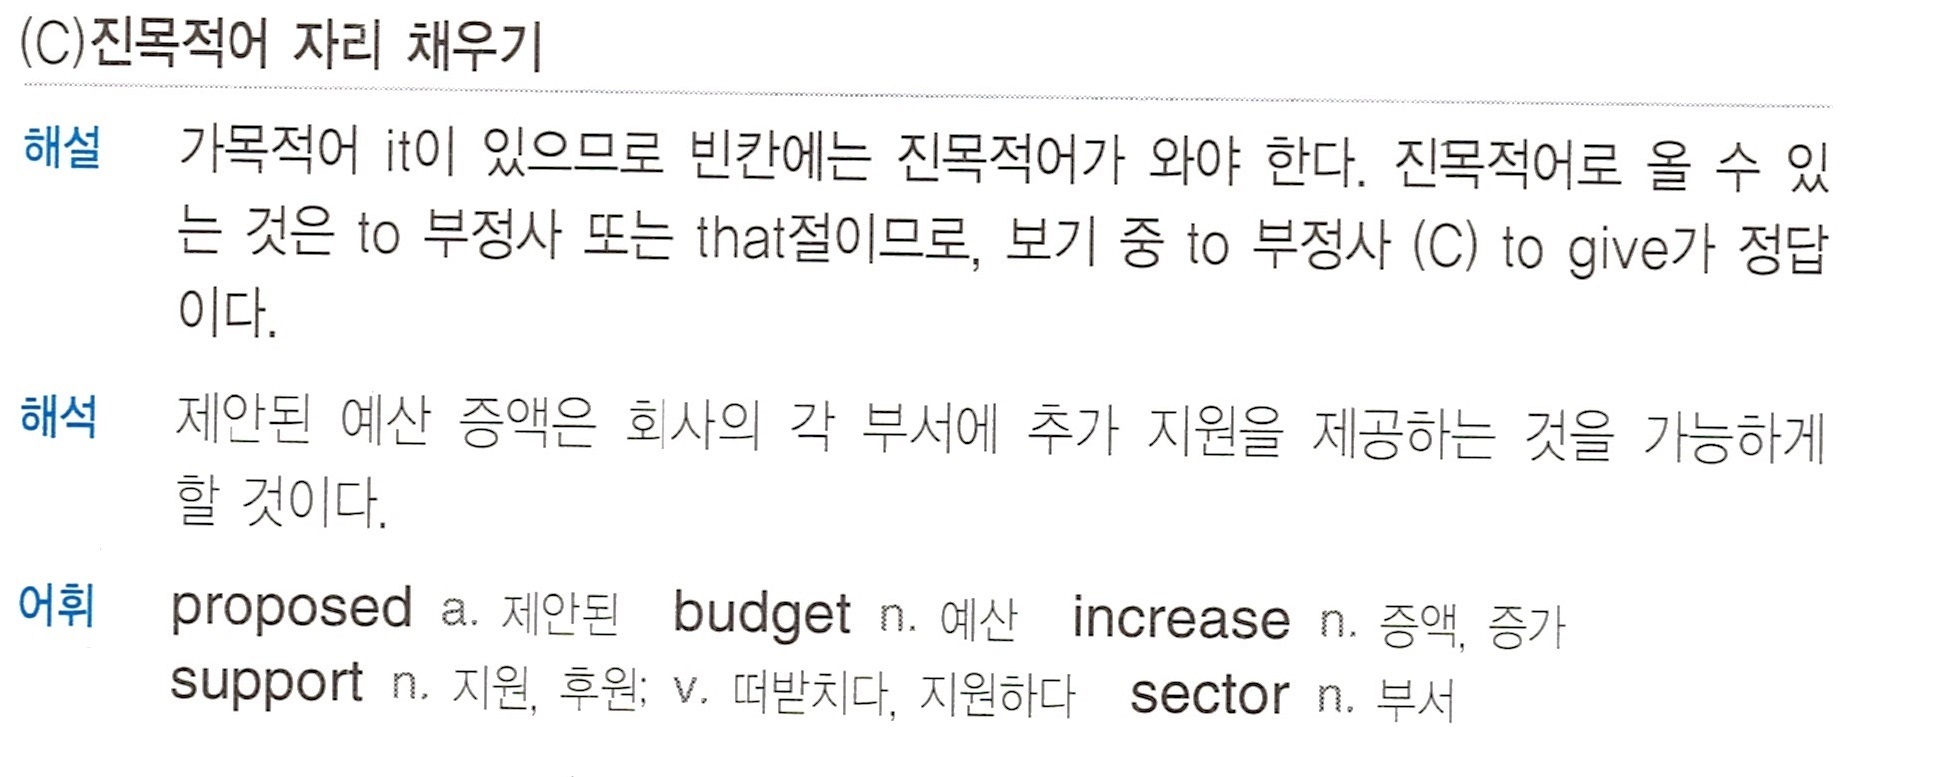 (C)진목적어 자리 채우기
해설 가목적어 it이 있으므로 빈칸에는 진목적어가 와야 한다. 진목적어로 올 수 있
는 것은 to 부정사 또는 that절이므로, 보기 중 to 부정사 (C) to give가 정답
이다.
해석 제안된 예산 증액은 회사의 각 부서에 추가 지원을 제공하는 것을 가능하게
할 것이다.
어휘 proposed a. 제안된 budget n. 예산 increase n. 증액, 증가
support n. 지원, 후원; v. 떠받치다, 지원하다 sector n. 부서